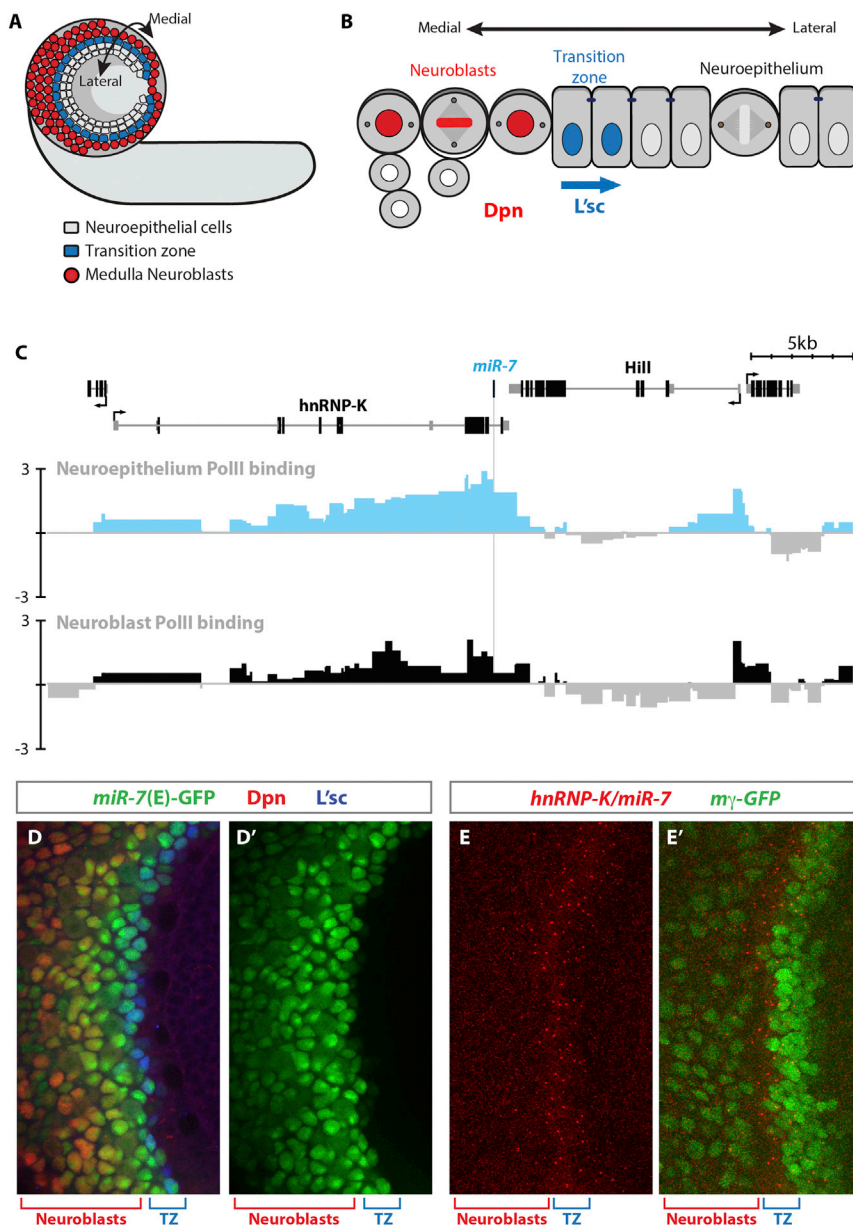 A
Medial
Lateral
Neuroepithelial cells
Transition zone
Medulla Neuroblasts
B
Medial
Lateral
Neuroblasts
Transition
zone
Neuroepithelium
Dpn
L'sc
C
5kb
miR-7
Hill
hnRNP-K
3
Neuroepithelium PolII binding
-3
3
Neuroblast PolII binding
-3
miR-7(E)-GFP Dpn L'sc
hnRNP-K/miR-7 mγ-GFP
D
D'
E
E'
Neuroblasts
TZ
Neuroblasts
TZ
Neuroblasts
TZ
Neuroblasts
TZ